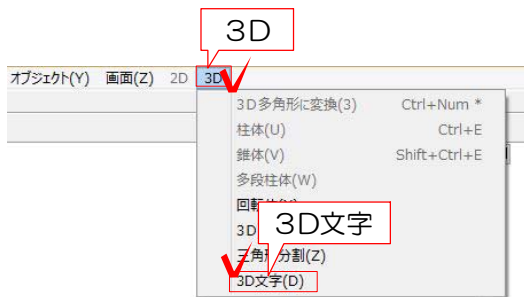 3D
オブジェクト(Y) 画面(Z) 2D 3D
3D多角形に変換(3) Ctrl+Num *
柱体(U) Ctrl+E
錐体(V) Shift+Ctrl+E
多段柱体(W)
3D文字
3D
分割(Z)
3D文字(D)